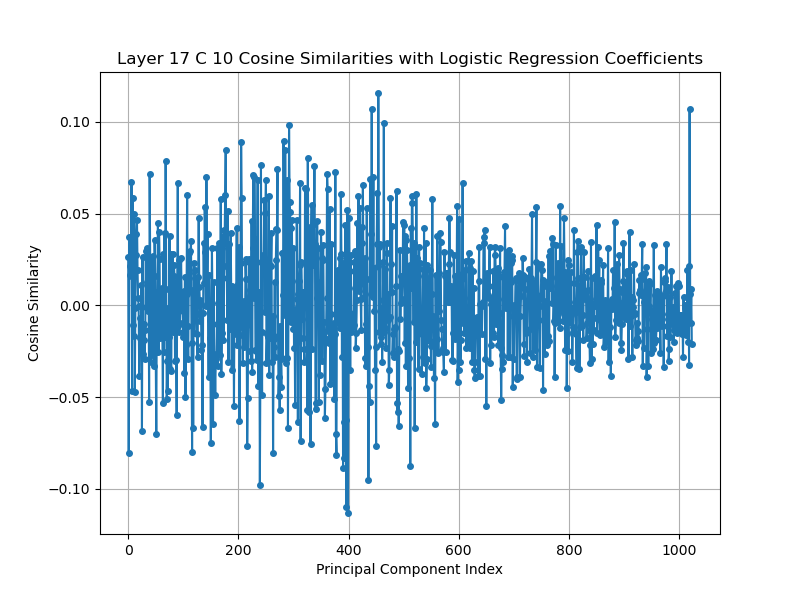 Layer 17 C 10 Cosine Similarities with Logistic Regression Coefficients
0.10
0.05
0.00
−0.05
−0.10
Cosine Similarity
0 200 400 600 800 1000
Principal Component Index